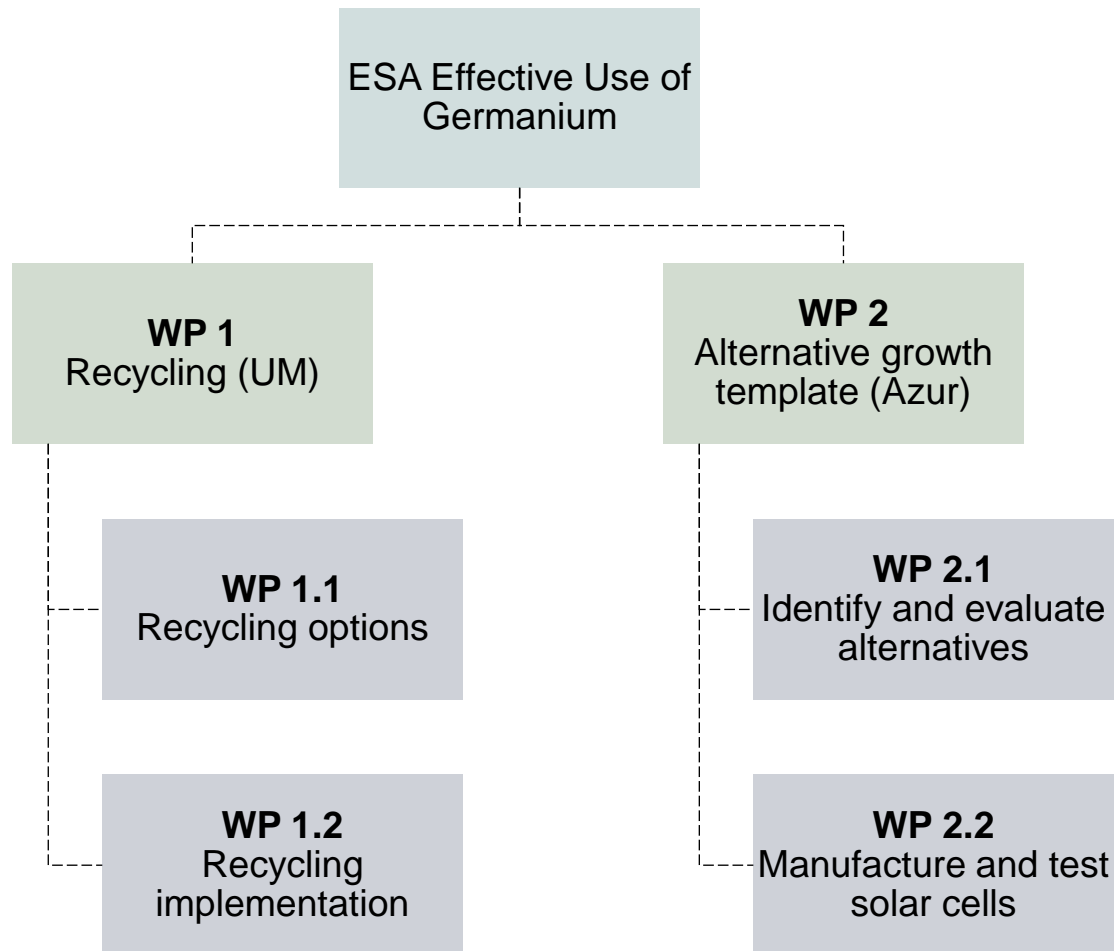 ESA Effective Use of
Germanium
WP 1
Recycling (UM)
WP 2
Alternative growth
template (Azur)
WP 1.1
Recycling options
WP 2.1
Identify and evaluate
alternatives
WP 1.2
Recycling
implementation
WP 2.2
Manufacture and test
solar cells